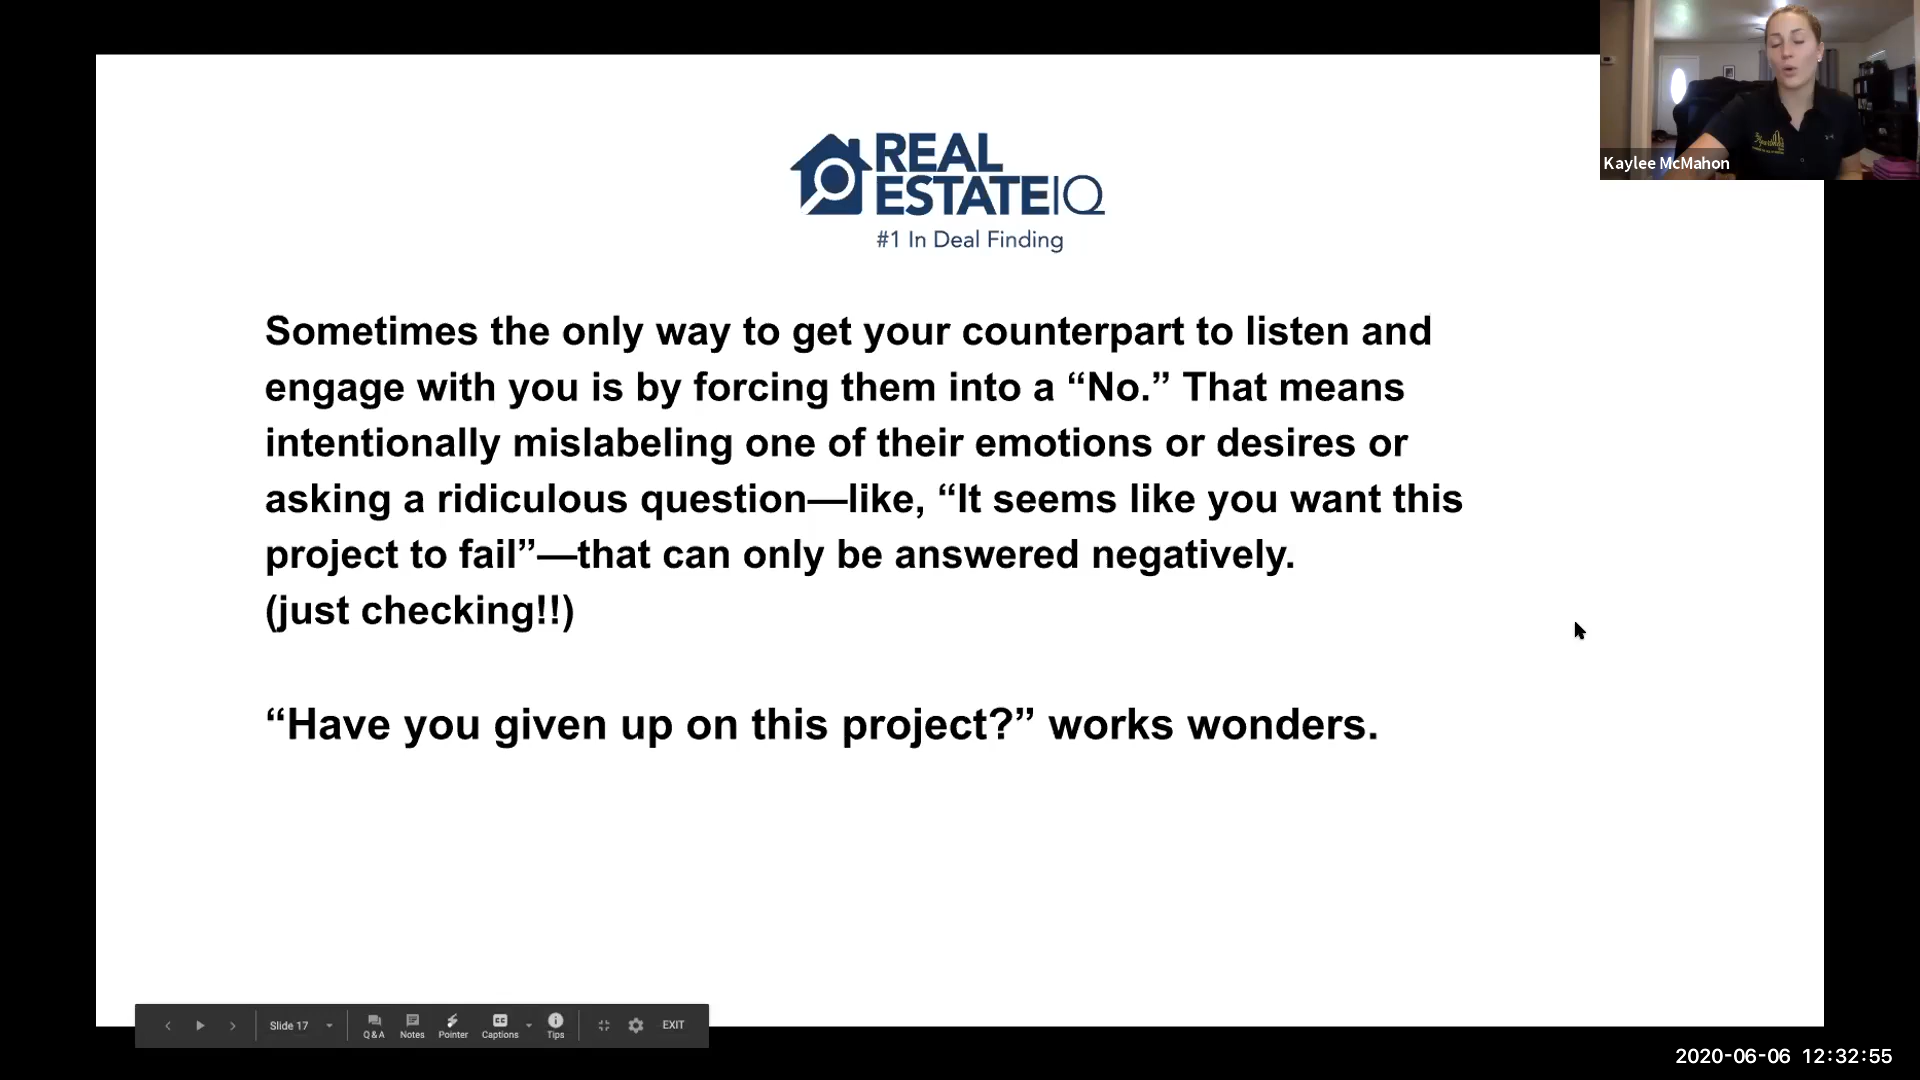 REAL
ESTATEIQ
#1 In Deal Finding
Kaylee McMahon
Sometimes the only way to get your counterpart to listen and
engage with you is by forcing them into a “No.” That means
intentionally mislabeling one of their emotions or desires or
asking a ridiculous question—like, “It seems like you want this
project to fail”—that can only be answered negatively.
(just checking!!)
“Have you given up on this project?” works wonders.
Slide 17
Q&A
Notes
Pointer
CC
Captions
Tips
EXIT
2020-06-06 12:32:55